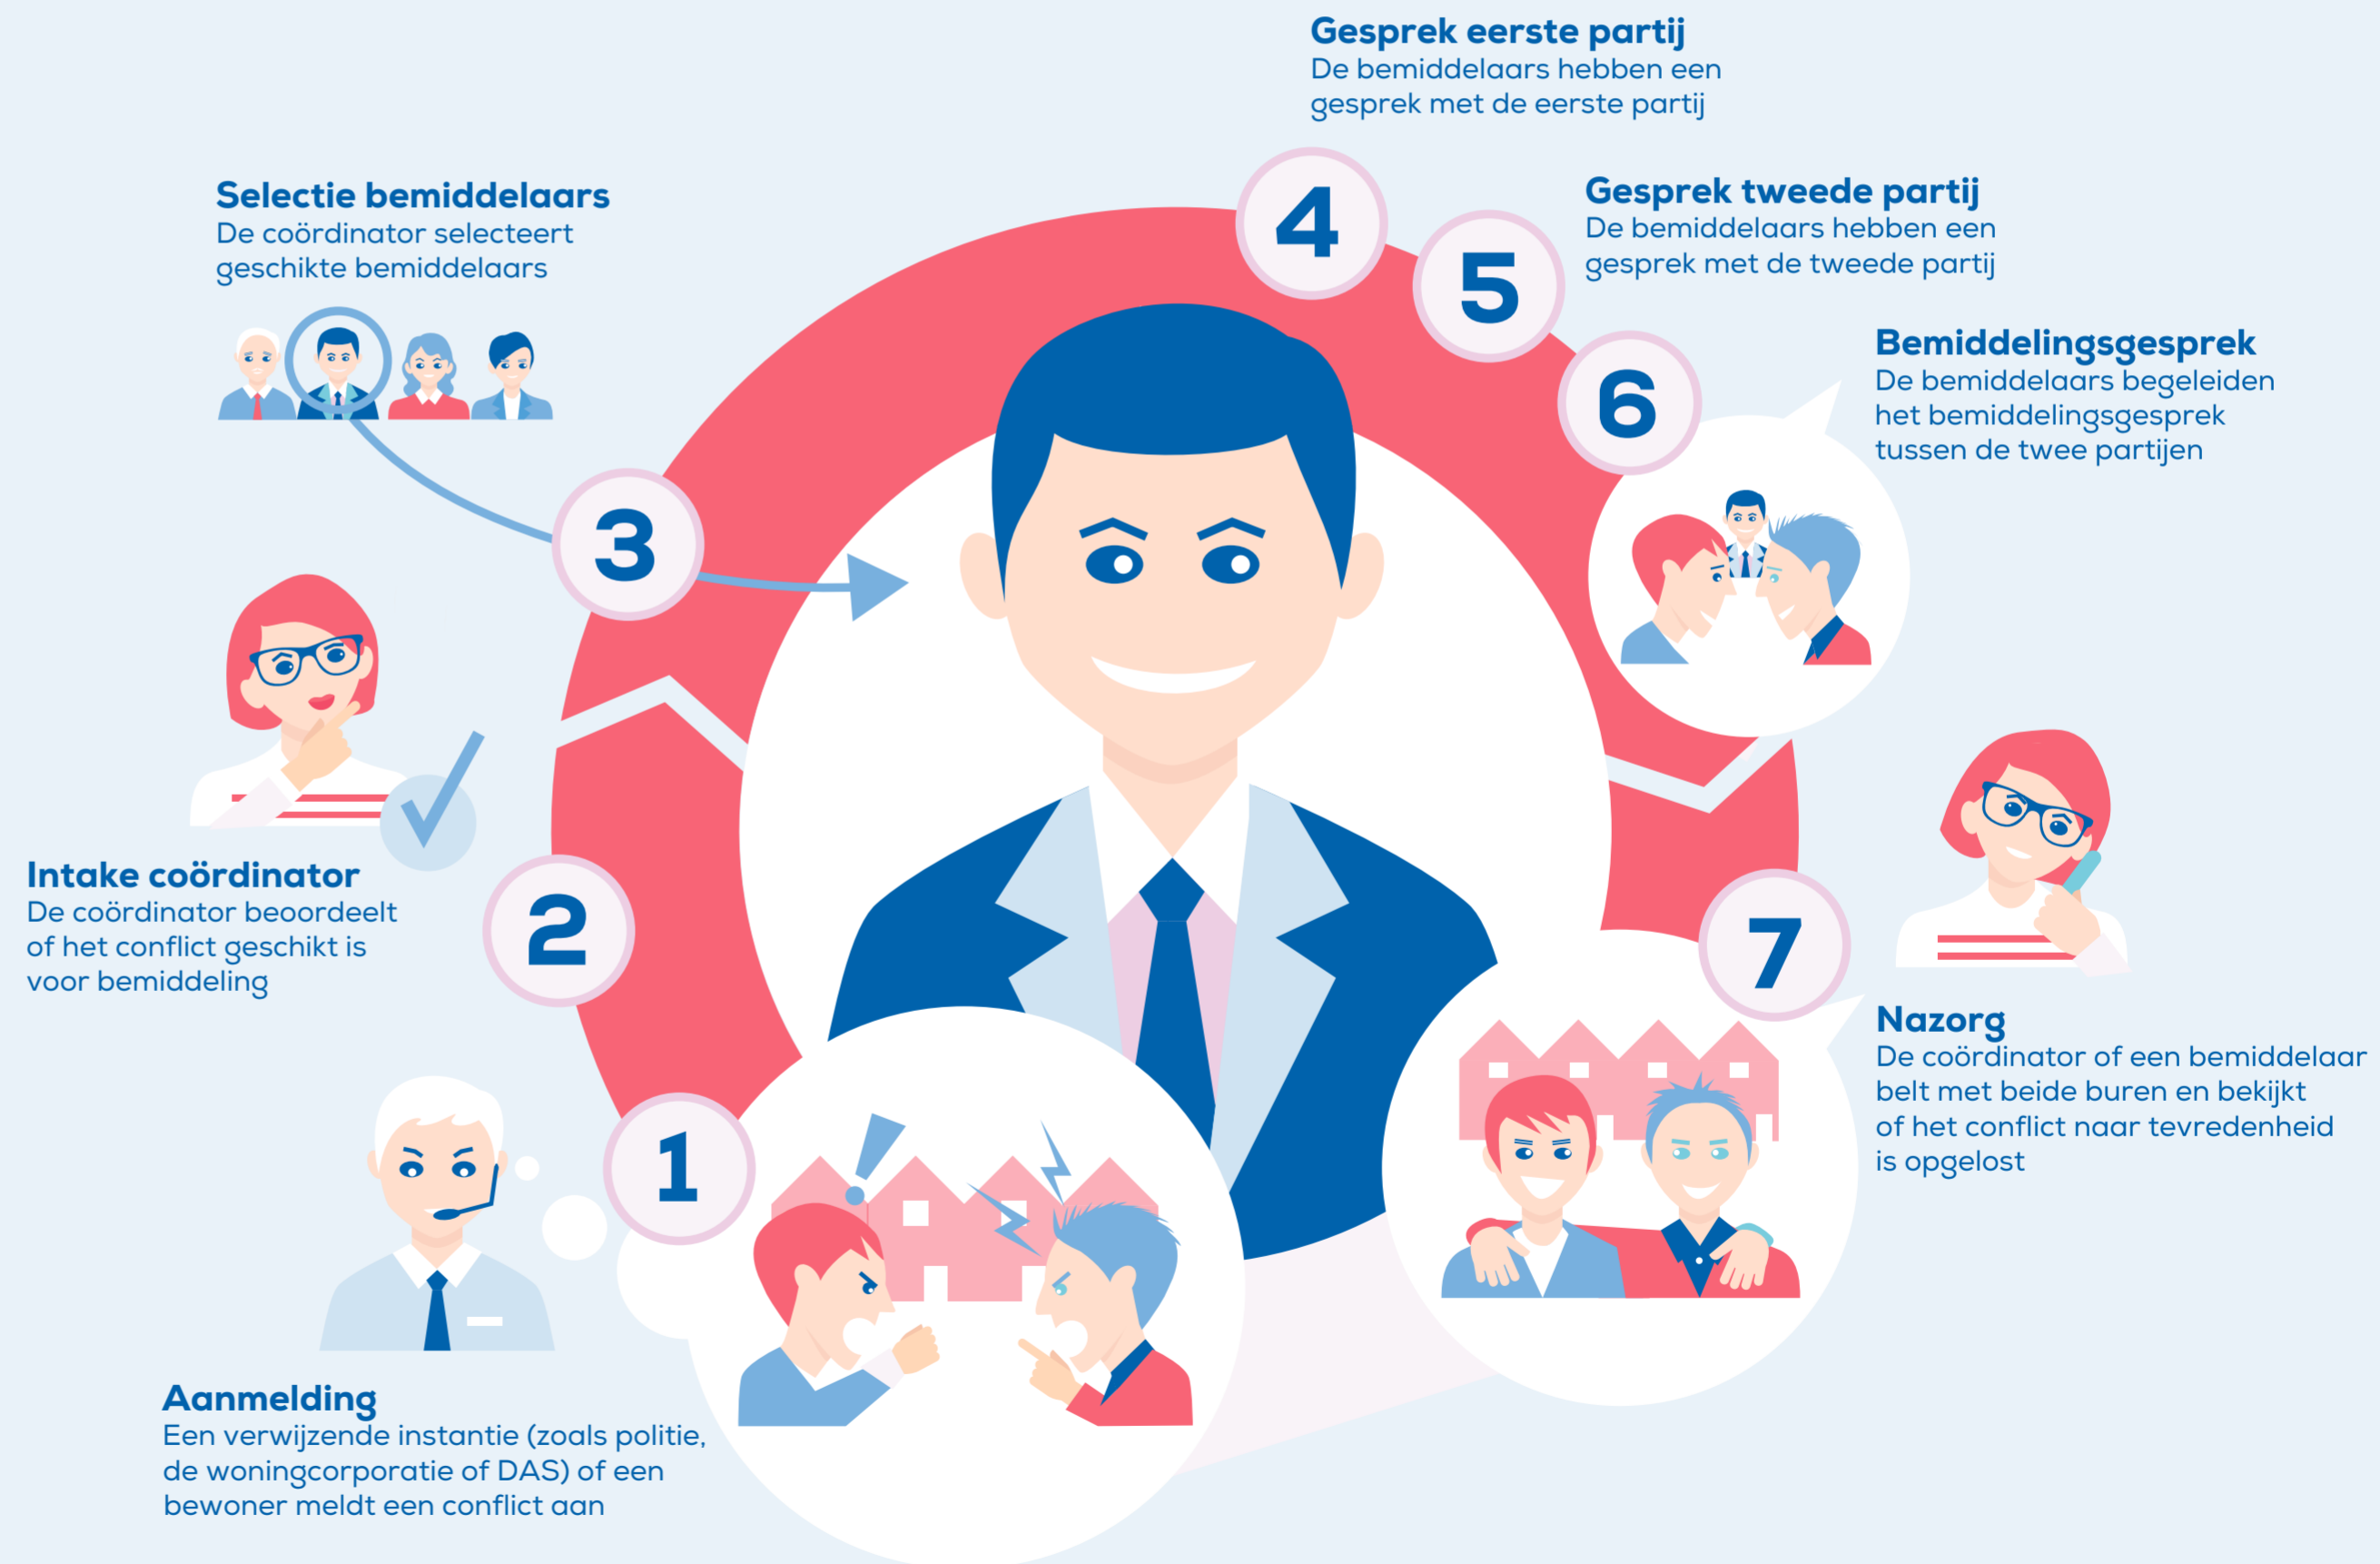 1
Aanmelding
Een verwijzende instantie (zoals politie,
de woningcorporatie of DAS) of een
bewoner meldt een conflict aan
2
Intake coördinator
De coördinator beoordeelt
of het conflict geschikt is
voor bemiddeling
3
Selectie bemiddelaars
De coördinator selecteert
geschikte bemiddelaars
4
Gesprek eerste partij
De bemiddelaars hebben een
gesprek met de eerste partij
5
Gesprek tweede partij
De bemiddelaars hebben een
gesprek met de tweede partij
6
Bemiddelingsgesprek
De bemiddelaars begeleiden
het bemiddelingsgesprek
tussen de twee partijen
7
Nazorg
De coördinator of een bemiddelaar
belt met beide buren en bekijkt
of het conflict naar tevredenheid
is opgelost